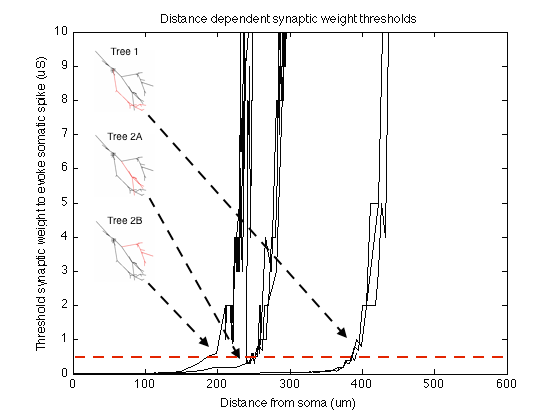 Distance dependent synaptic weight thresholds
10
9
8
7
6
5
4
3
2
1
0
Threshold synaptic weight to evoke somatic spike (uS)
Tree 1
Tree 2A
Tree 2B
0 100 200 300 400 500 600
Distance from soma (um)